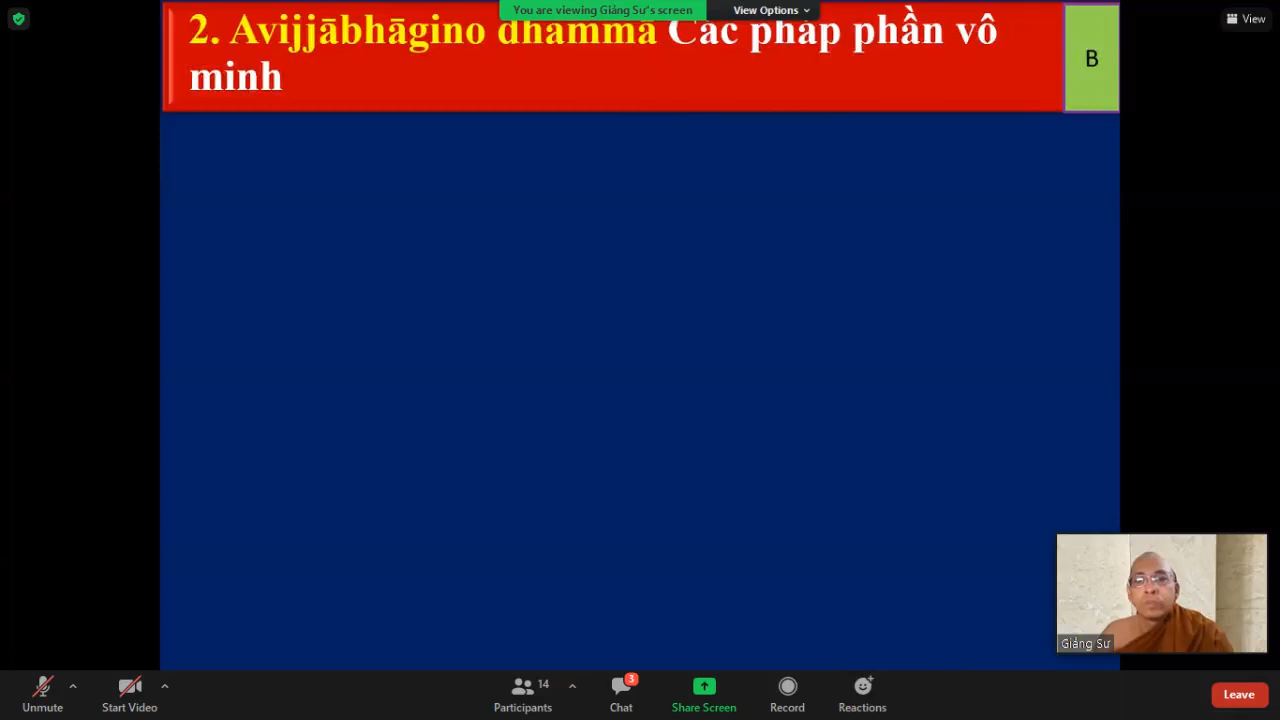 You are viewing Giảng Sư's screen
View Options
View
2. Avijjābhāgino dhammā Các pháp phần vô
minh
B
Giảng Sư
Unmute
Start Video
14
Participants
3
Chat
Share Screen
Record
Reactions
Leave